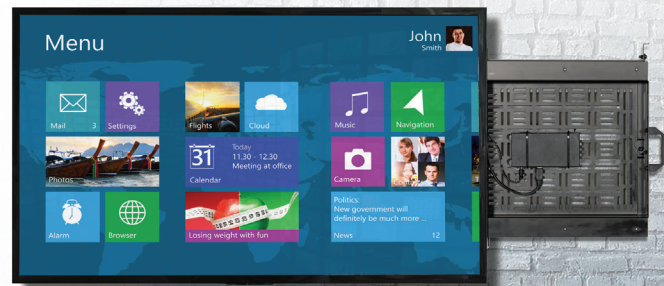 Menu
John
Smith
Mail 3
Settings
Flights
Cloud
Music
Navigation
Photos
31
Calendar
Today
11.30 - 12.30
Meeting at office
Camera
Alarm
Browser
Losing weight with fun
Politics:
New government will
definitely be much more ...
News 12